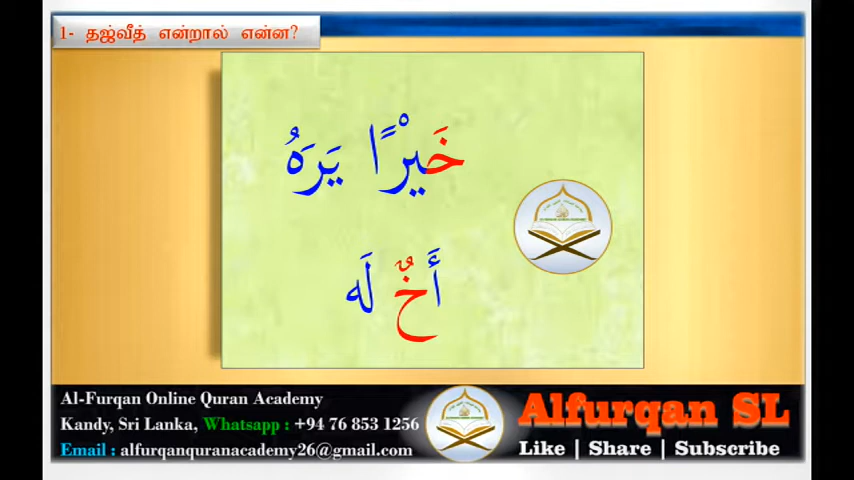 1- தஜ்வீத் என்றால் என்ன?
خَيرْاً يَرَهُ
أَخٌ لَه
Al-Furqan Online Quran Academy
Kandy, Sri Lanka, Whatsapp : +94 76 853 1256
Email : alfurqanquranacademy26@gmail.com
Alfurqan SL
Like | Share | Subscribe